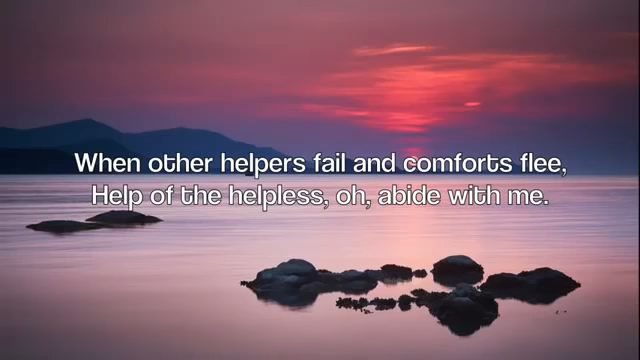 When other helpers fail and comforts flee,
Help of the helpless, oh, abide with me.